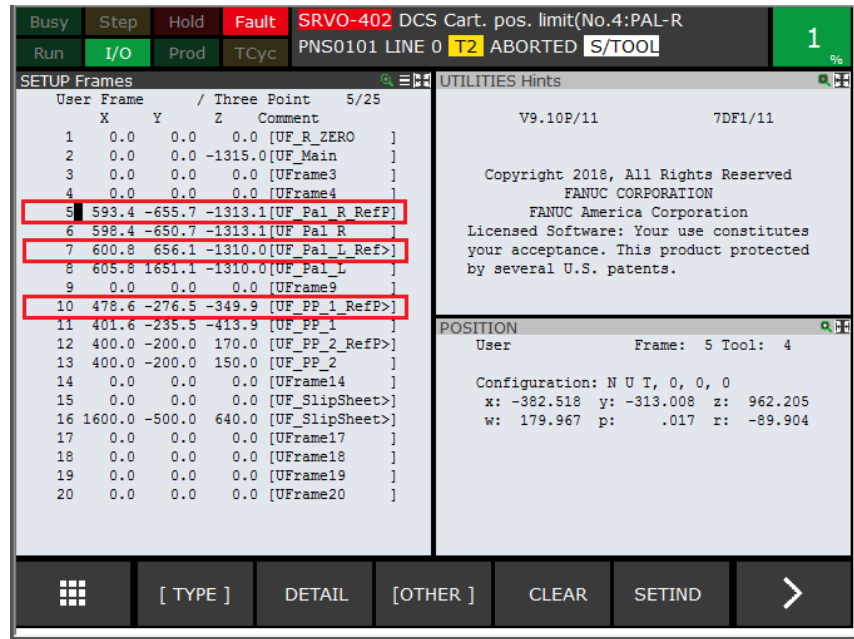 Busy Step Hold Fault SRVO-402 DCS Cart. pos. limit(No.4:PAL-R
Run I/O Prod TCyc PNS0101 LINE 0 T2 ABORTED S/TOOL
1
%
SETUP Frames
User Frame / Three Point 5/25
X Y Z Comment
1 0.0 0.0 0.0 [UF_R_ZERO ]
2 0.0 0.0 -1315.0[UF_Main ]
3 0.0 0.0 0.0 [UFrame3 ]
4 0.0 0.0 0.0 [UFrame4 ]
5 593.4 -655.7 -1313.1[UF_Pal_R_RefP]
6 598.4 -650.7 -1313.1[UF_Pal_R ]
7 600.8 656.1 -1310.0[UF_Pal_L_Ref>]
8 605.8 1651.1 -1310.0[UF_Pal_L ]
9 0.0 0.0 0.0 [UFrame9 ]
10 478.6 -276.5 -349.9 [UF_PP_1_RefP>]
11 401.6 -235.5 -413.9 [UF_PP_1 ]
12 400.0 -200.0 170.0 [UF_PP_2_RefP>]
13 400.0 -200.0 150.0 [UF_PP_2 ]
14 0.0 0.0 0.0 [UFrame14 ]
15 0.0 0.0 0.0 [UF_SlipSheet>]
16 1600.0 -500.0 640.0 [UF_SlipSheet>]
17 0.0 0.0 0.0 [UFrame17 ]
18 0.0 0.0 0.0 [UFrame18 ]
19 0.0 0.0 0.0 [UFrame19 ]
20 0.0 0.0 0.0 [UFrame20 ]
UTILITIES Hints
V9.10P/11 7DF1/11
Copyright 2018, All Rights Reserved
FANUC CORPORATION
FANUC America Corporation
Licensed Software: Your use constitutes
your acceptance. This product protected
by several U.S. patents.
POSITION
User Frame: 5 Tool: 4
Configuration: N U T, 0, 0, 0
x: -382.518 y: -313.008 z: 962.205
w: 179.967 p: .017 r: -89.904
[ TYPE ] DETAIL [OTHER ] CLEAR SETIND >